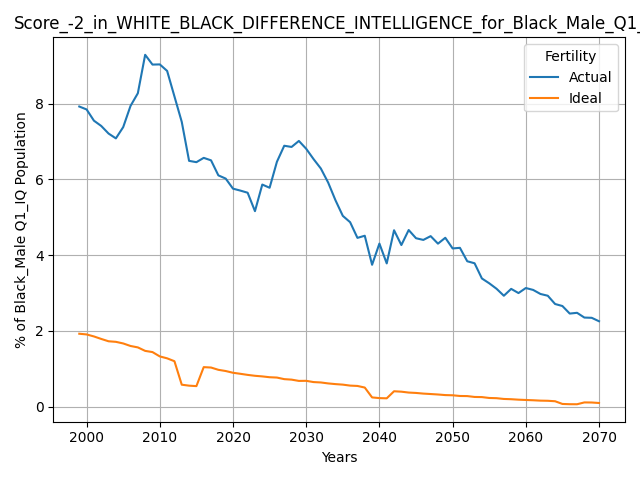 Score_-2_in_WHITE_BLACK_DIFFERENCE_INTELLIGENCE_for_Black_Male_Q1_
Fertility
Actual
Ideal
% of Black_Male Q1_IQ Population
8
6
4
2
0
2000 2010 2020 2030 2040 2050 2060 2070
Years